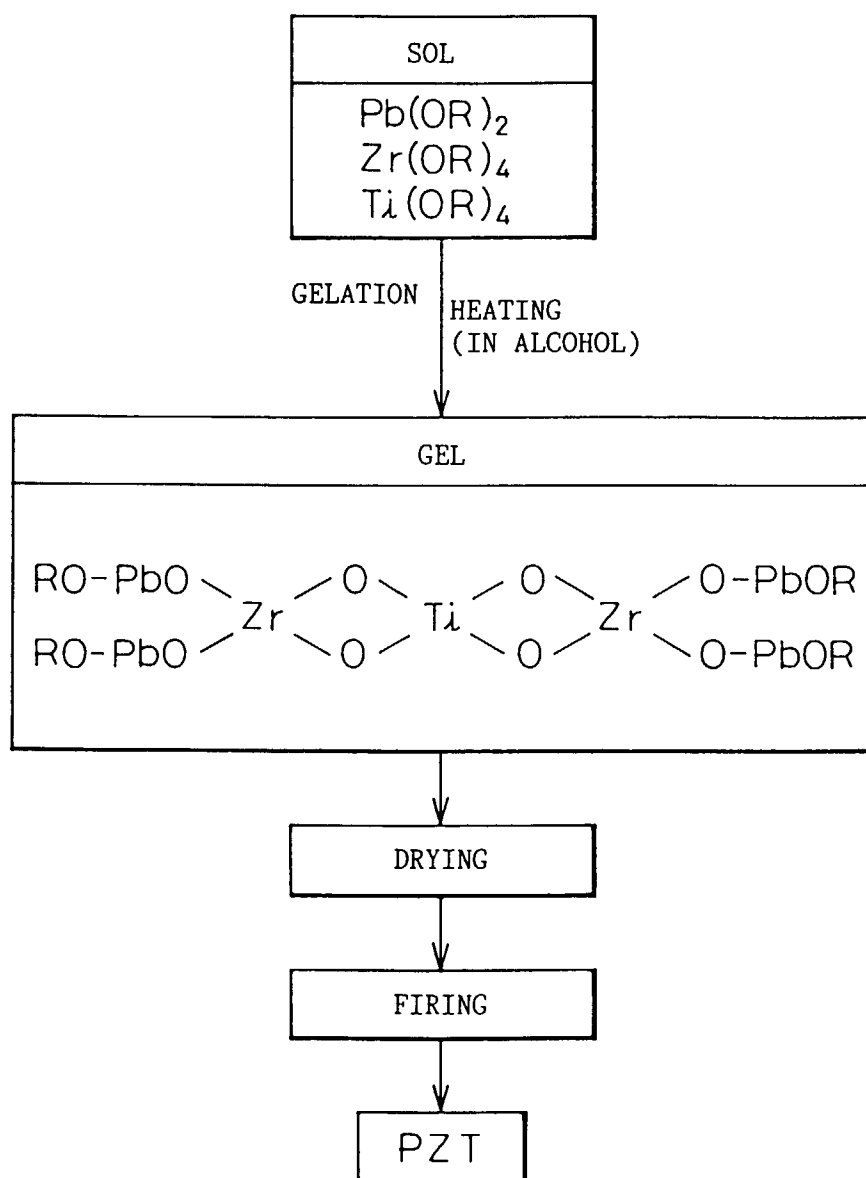 SOL
Pb(OR)₂
Zr(OR)₄
Ti(OR)₄
GELATION
HEATING
(IN ALCOHOL)
GEL
RO-PbO O O O-PbOR
Zr Ti Zr
RO-PbO O O O-PbOR
DRYING
FIRING
PZT